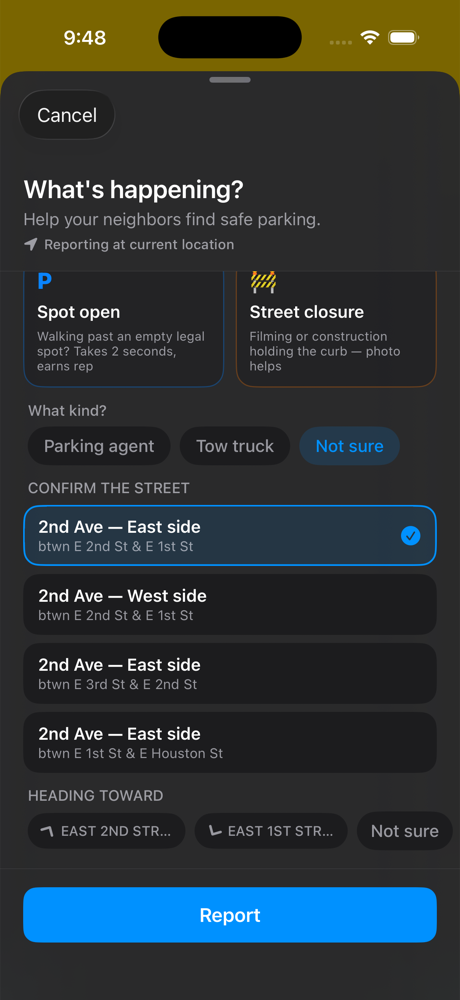 9:48
Cancel
What's happening?
Help your neighbors find safe parking.
Reporting at current location
P
Spot open
Walking past an empty legal
spot? Takes 2 seconds,
earns rep
Street closure
Filming or construction
holding the curb — photo
helps
What kind?
Parking agent
Tow truck
Not sure
CONFIRM THE STREET
2nd Ave — East side
btwn E 2nd St & E 1st St
2nd Ave — West side
btwn E 2nd St & E 1st St
2nd Ave — East side
btwn E 3rd St & E 2nd St
2nd Ave — East side
btwn E 1st St & E Houston St
HEADING TOWARD
EAST 2ND STR...
EAST 1ST STR...
Not sure
Report